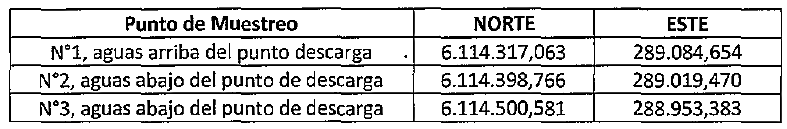 Punto de Muestreo NORTE ESTE
N°1, aguas arriba del punto descarga 6.114.317,063 289.084,654
N°2, aguas abajo del punto de descarga 6.114.398,766 289.019,470
N°3, aguas abajo del punto de descarga 6.114.500,581 288.953,383